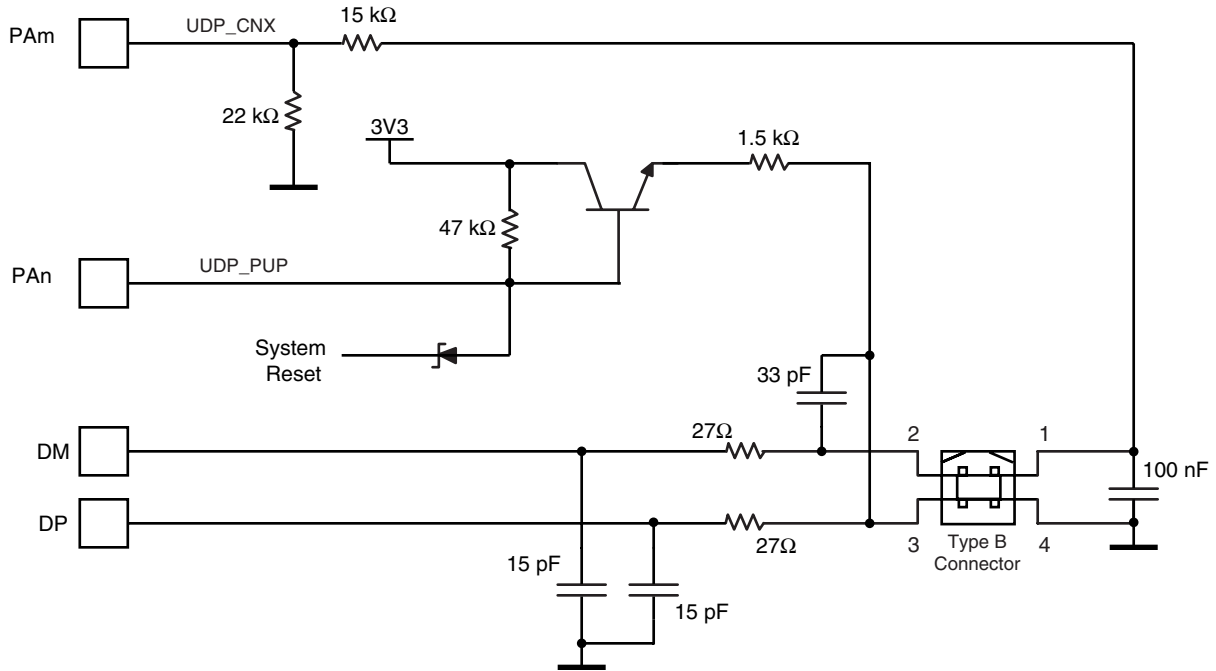 15 kΩ
PAm
UDP_CNX
22 kΩ
3V3
1.5 kΩ
47 kΩ
PAn
UDP_PUP
System
Reset
33 pF
27Ω
2
1
DM
100 nF
DP
27Ω
3
4
Type B
Connector
15 pF
15 pF